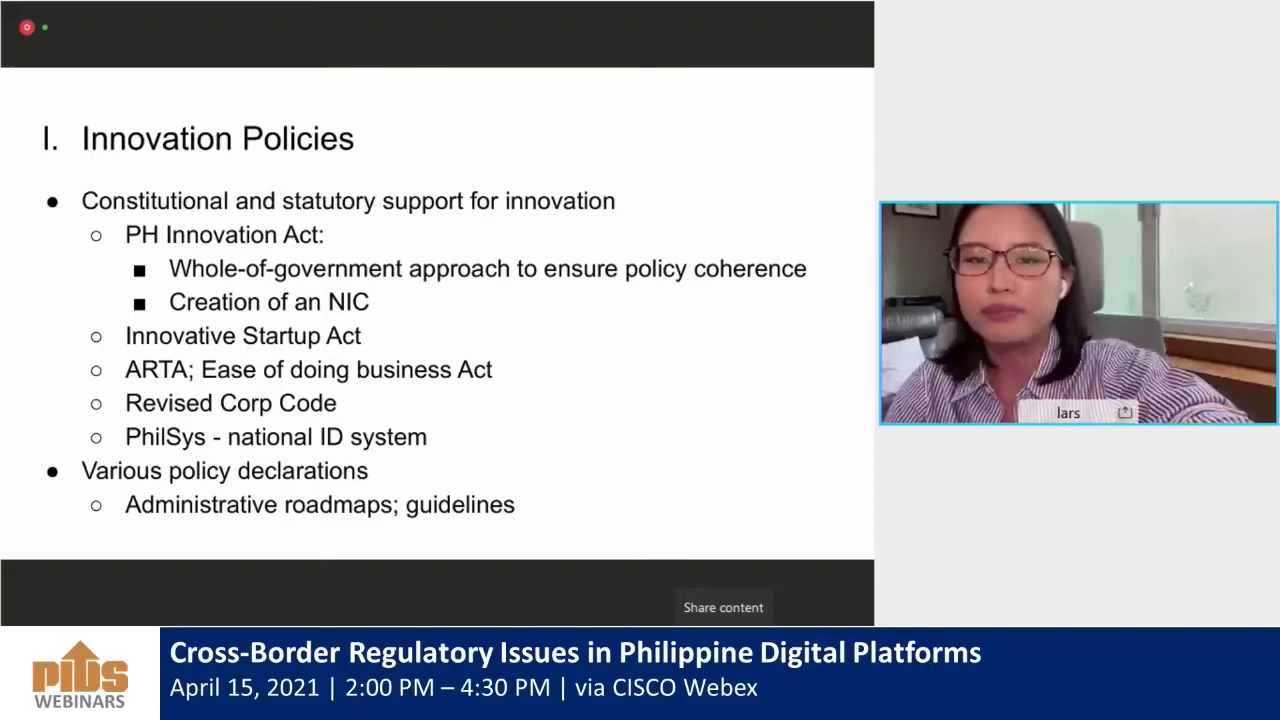 I. Innovation Policies
● Constitutional and statutory support for innovation
○ PH Innovation Act:
■ Whole-of-government approach to ensure policy coherence
■ Creation of an NIC
○ Innovative Startup Act
○ ARTA; Ease of doing business Act
○ Revised Corp Code
○ PhilSys - national ID system
● Various policy declarations
○ Administrative roadmaps; guidelines
lars
Share content
PIDS
WEBINARS
Cross-Border Regulatory Issues in Philippine Digital Platforms
April 15, 2021 | 2:00 PM – 4:30 PM | via CISCO Webex